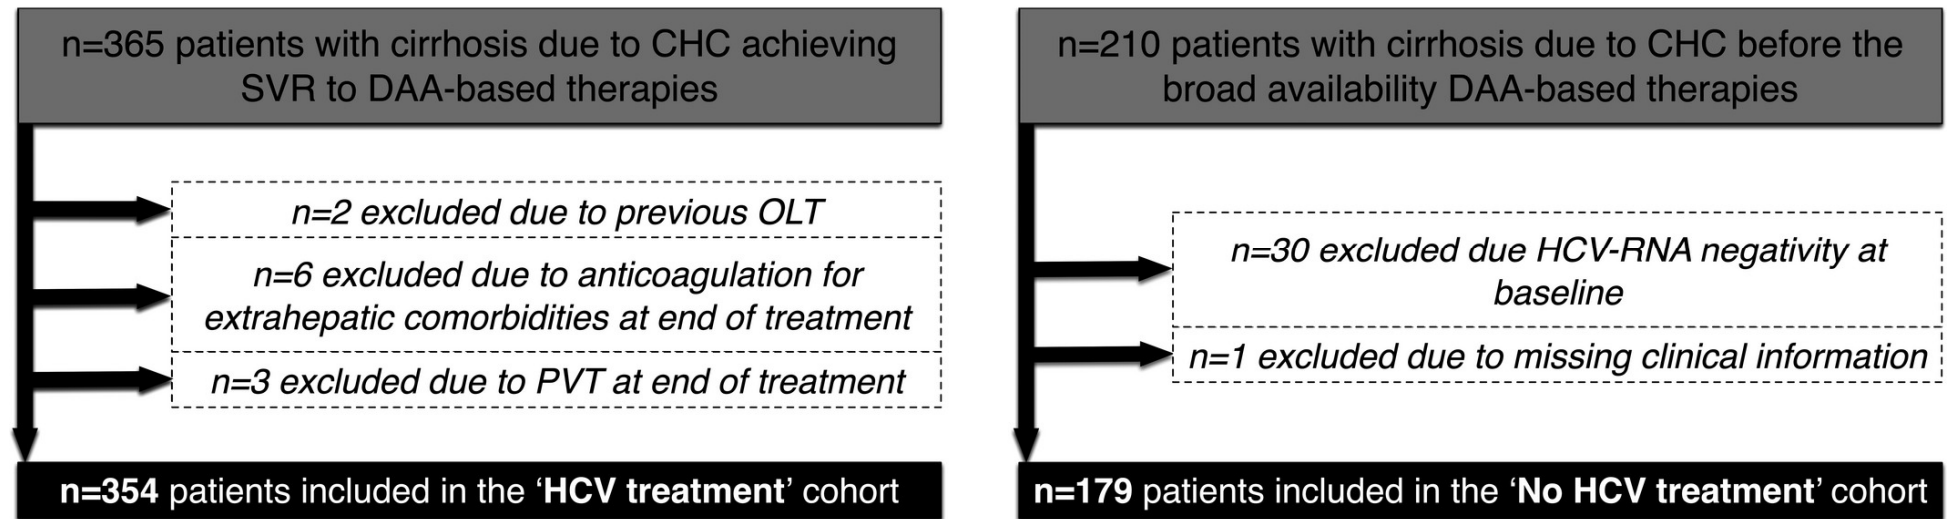 n=365 patients with cirrhosis due to CHC achieving
SVR to DAA-based therapies
n=2 excluded due to previous OLT
n=6 excluded due to anticoagulation for
extrahepatic comorbidities at end of treatment
n=3 excluded due to PVT at end of treatment
n=354 patients included in the ‘HCV treatment’ cohort
n=210 patients with cirrhosis due to CHC before the
broad availability DAA-based therapies
n=30 excluded due HCV-RNA negativity at
baseline
n=1 excluded due to missing clinical information
n=179 patients included in the ‘No HCV treatment’ cohort